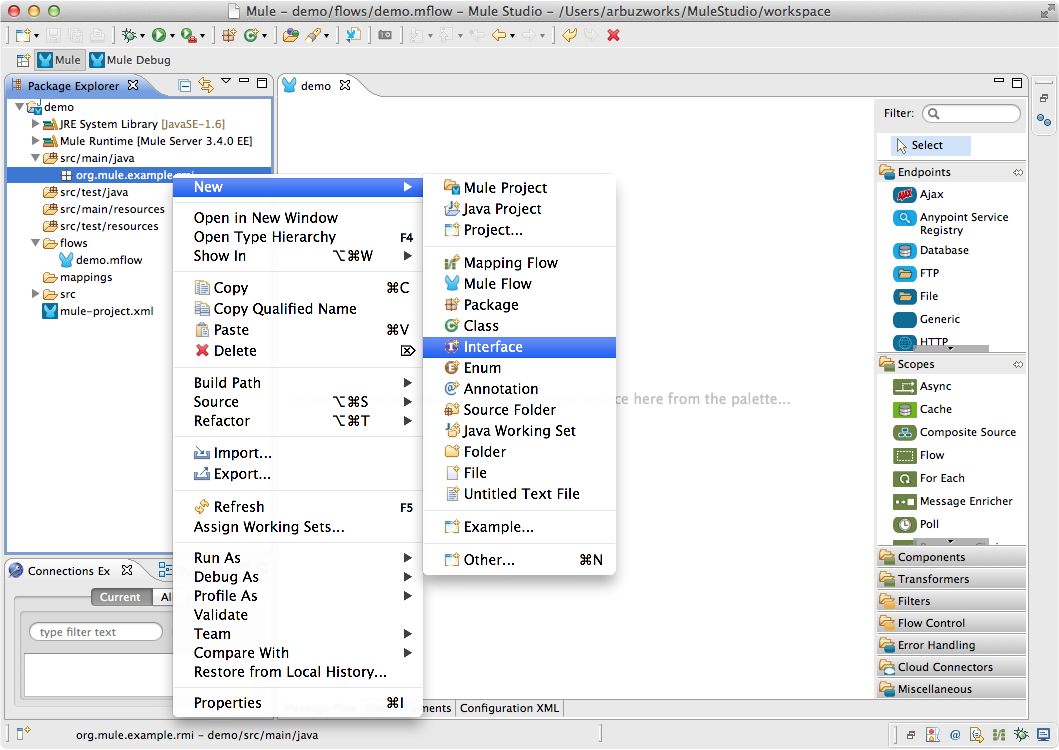 Mule - demo/flows/demo.mflow - Mule Studio - /Users/arbuzworks/MuleStudio/workspace
Mule
Mule Debug
Package Explorer
demo
JRE System Library [JavaSE-1.6]
Mule Runtime [Mule Server 3.4.0 EE]
src/main/java
org.mule.example.rmi
src/test/java
src/main/resources
src/test/resources
flows
demo.mflow
mappings
src
mule-project.xml
Connections Ex
Current
type filter text
New
Open in New Window
Open Type Hierarchy F4
Show In ⌥⌘W
Copy ⌘C
Copy Qualified Name
Paste ⌘V
Delete ⌦
Build Path
Source ⌥⌘S
Refactor ⌥⌘T
Import...
Export...
Refresh F5
Assign Working Sets...
Run As
Debug As
Profile As
Validate
Team
Compare With
Restore from Local History...
Properties ⌘I
Mule Project
Java Project
Project...
Mapping Flow
Mule Flow
Package
Class
Interface
Enum
Annotation
Source Folder
Java Working Set
Folder
File
Untitled Text File
Example...
Other... ⌘N
demo
here from the palette...
Configuration XML
Filter:
Select
Endpoints
Ajax
Anypoint Service
Registry
Database
FTP
File
Generic
HTTP
Scopes
Async
Cache
Composite Source
Flow
For Each
Message Enricher
Poll
Components
Transformers
Filters
Flow Control
Error Handling
Cloud Connectors
Miscellaneous
org.mule.example.rmi - demo/src/main/java